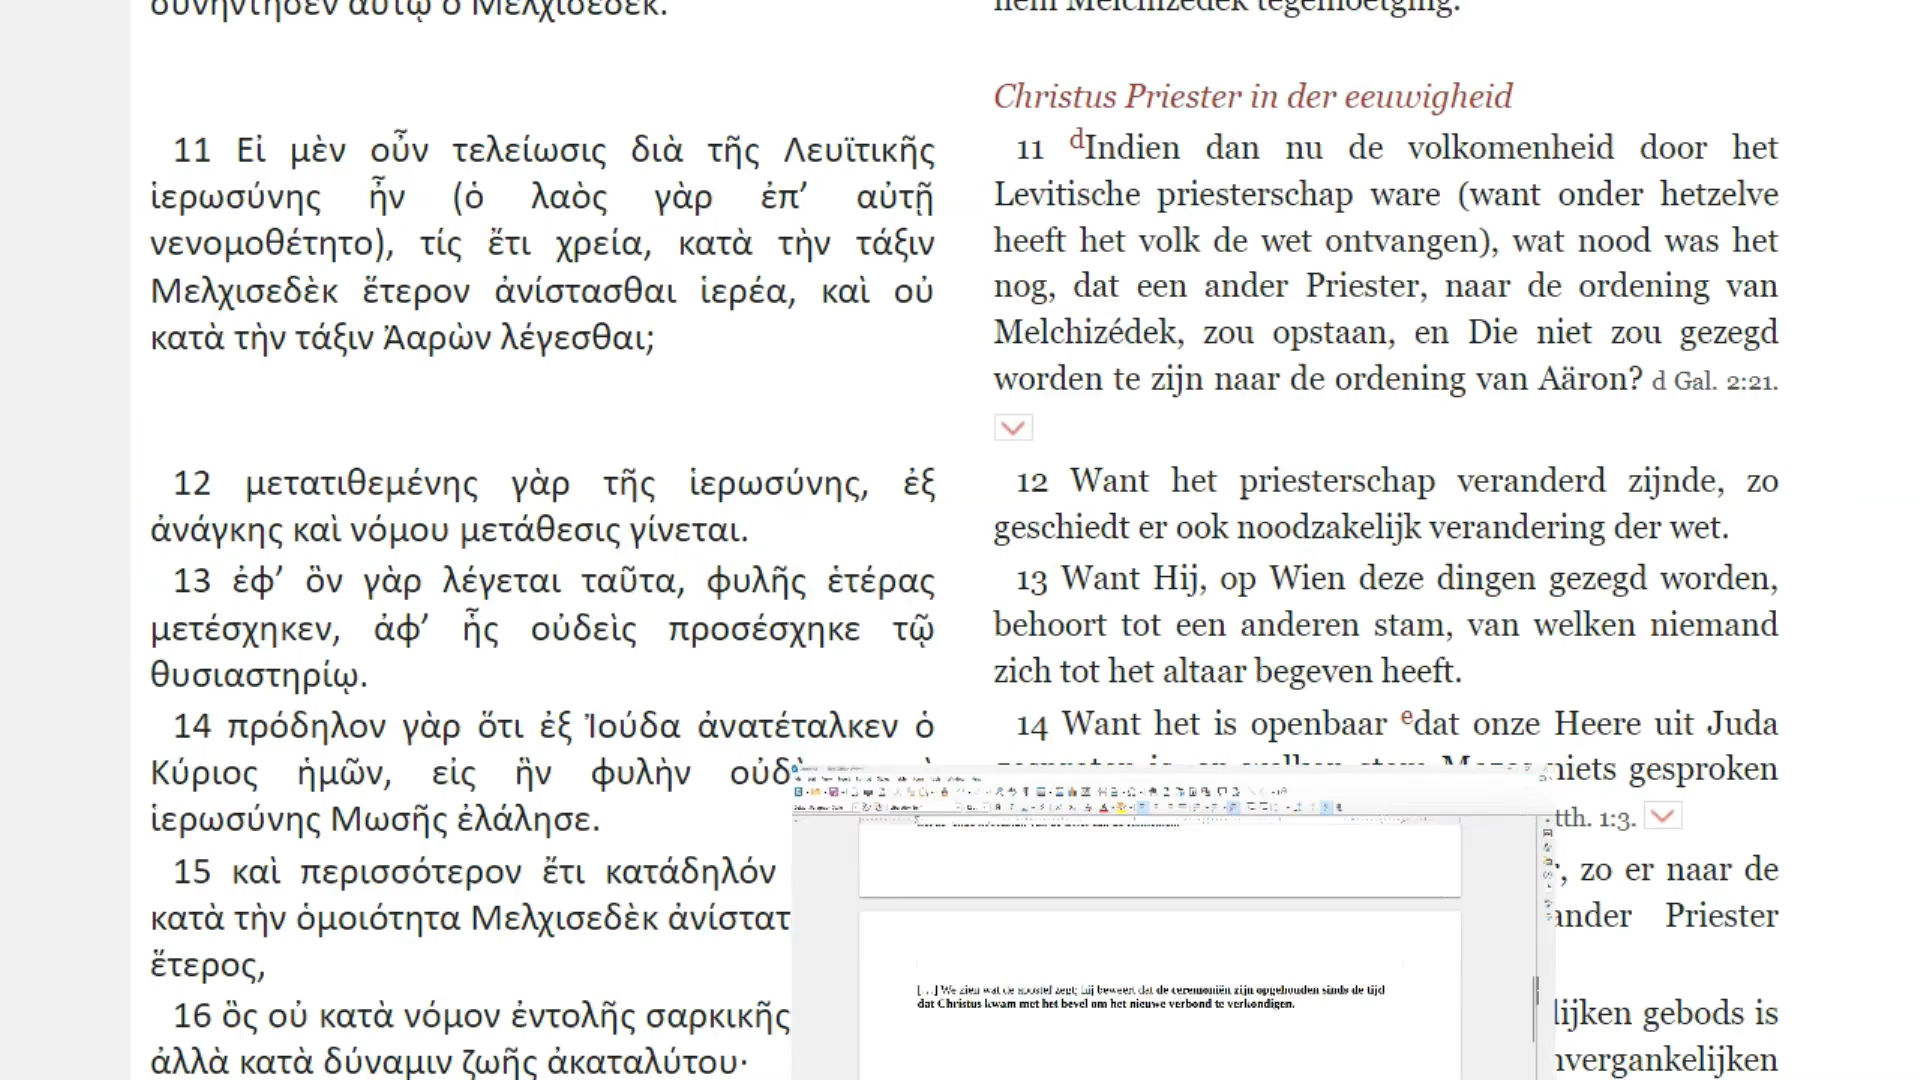 συνήντησεν αὐτῷ ὁ Μελχισεδέκ.
11 Εἰ μὲν οὖν τελείωσις διὰ τῆς Λευϊτικῆς
ἱερωσύνης ἦν (ὁ λαὸς γὰρ ἐπ’ αὐτῇ
νενομοθέτητο), τίς ἔτι χρεία, κατὰ τὴν τάξιν
Μελχισεδὲκ ἕτερον ἀνίστασθαι ἱερέα, καὶ οὐ
κατὰ τὴν τάξιν Ἀαρὼν λέγεσθαι;
12 μετατιθεμένης γὰρ τῆς ἱερωσύνης, ἐξ
ἀνάγκης καὶ νόμου μετάθεσις γίνεται.
13 ἐφ’ ὃν γὰρ λέγεται ταῦτα, φυλῆς ἑτέρας
μετέσχηκεν, ἀφ’ ἧς οὐδεὶς προσέσχηκε τῷ
θυσιαστηρίῳ.
14 πρόδηλον γὰρ ὅτι ἐξ Ἰούδα ἀνατέταλκεν ὁ
Κύριος ἡμῶν, εἰς ἣν φυλὴν
ἱερωσύνης Μωσῆς ἐλάλησε.
15 καὶ περισσότερον ἔτι κατάδηλόν
κατὰ τὴν ὁμοιότητα Μελχισεδὲκ ἀνίστατ
ἕτερος,
16 ὃς οὐ κατὰ νόμον ἐντολῆς σαρκικῆς
ἀλλὰ κατὰ δύναμιν ζωῆς ἀκαταλύτου·
hem Melchizédek tegemoetging.
Christus Priester in der eeuwigheid
11 dIndien dan nu de volkomenheid door het
Levitische priesterschap ware (want onder hetzelve
heeft het volk de wet ontvangen), wat nood was het
nog, dat een ander Priester, naar de ordening van
Melchizédek, zou opstaan, en Die niet zou gezegd
worden te zijn naar de ordening van Aäron? d Gal. 2:21.
12 Want het priesterschap veranderd zijnde, zo
geschiedt er ook noodzakelijk verandering der wet.
13 Want Hij, op Wien deze dingen gezegd worden,
behoort tot een anderen stam, van welken niemand
zich tot het altaar begeven heeft.
14 Want het is openbaar edat onze Heere uit Juda
niets gesproken
tth. 1:3.
, zo er naar de
ander Priester
lijken gebods is
nvergankelijken
[…] We zien wat de apostel zegt; hij beweert dat de ceremoniën zijn opgehouden sinds de tijd
dat Christus kwam met het bevel om het nieuwe verbond te verkondigen.